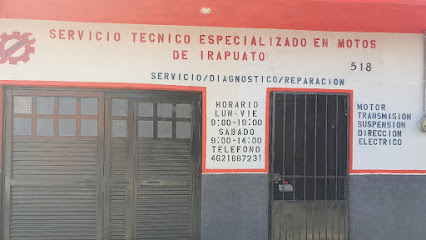 SERVICIO TECNICO ESPECIALIZADO EN MOTOS
DE IRAPUATO
518
SERVICIO/DIAGNOSTICO/REPARACION
HORARIO
LUN-VIE
9:00-19:00
SABADO
9:00-14:00
TELEFONO
4621887231
MOTOR
TRANSMISION
SUSPENSION
DIRECCION
ELECTRICO